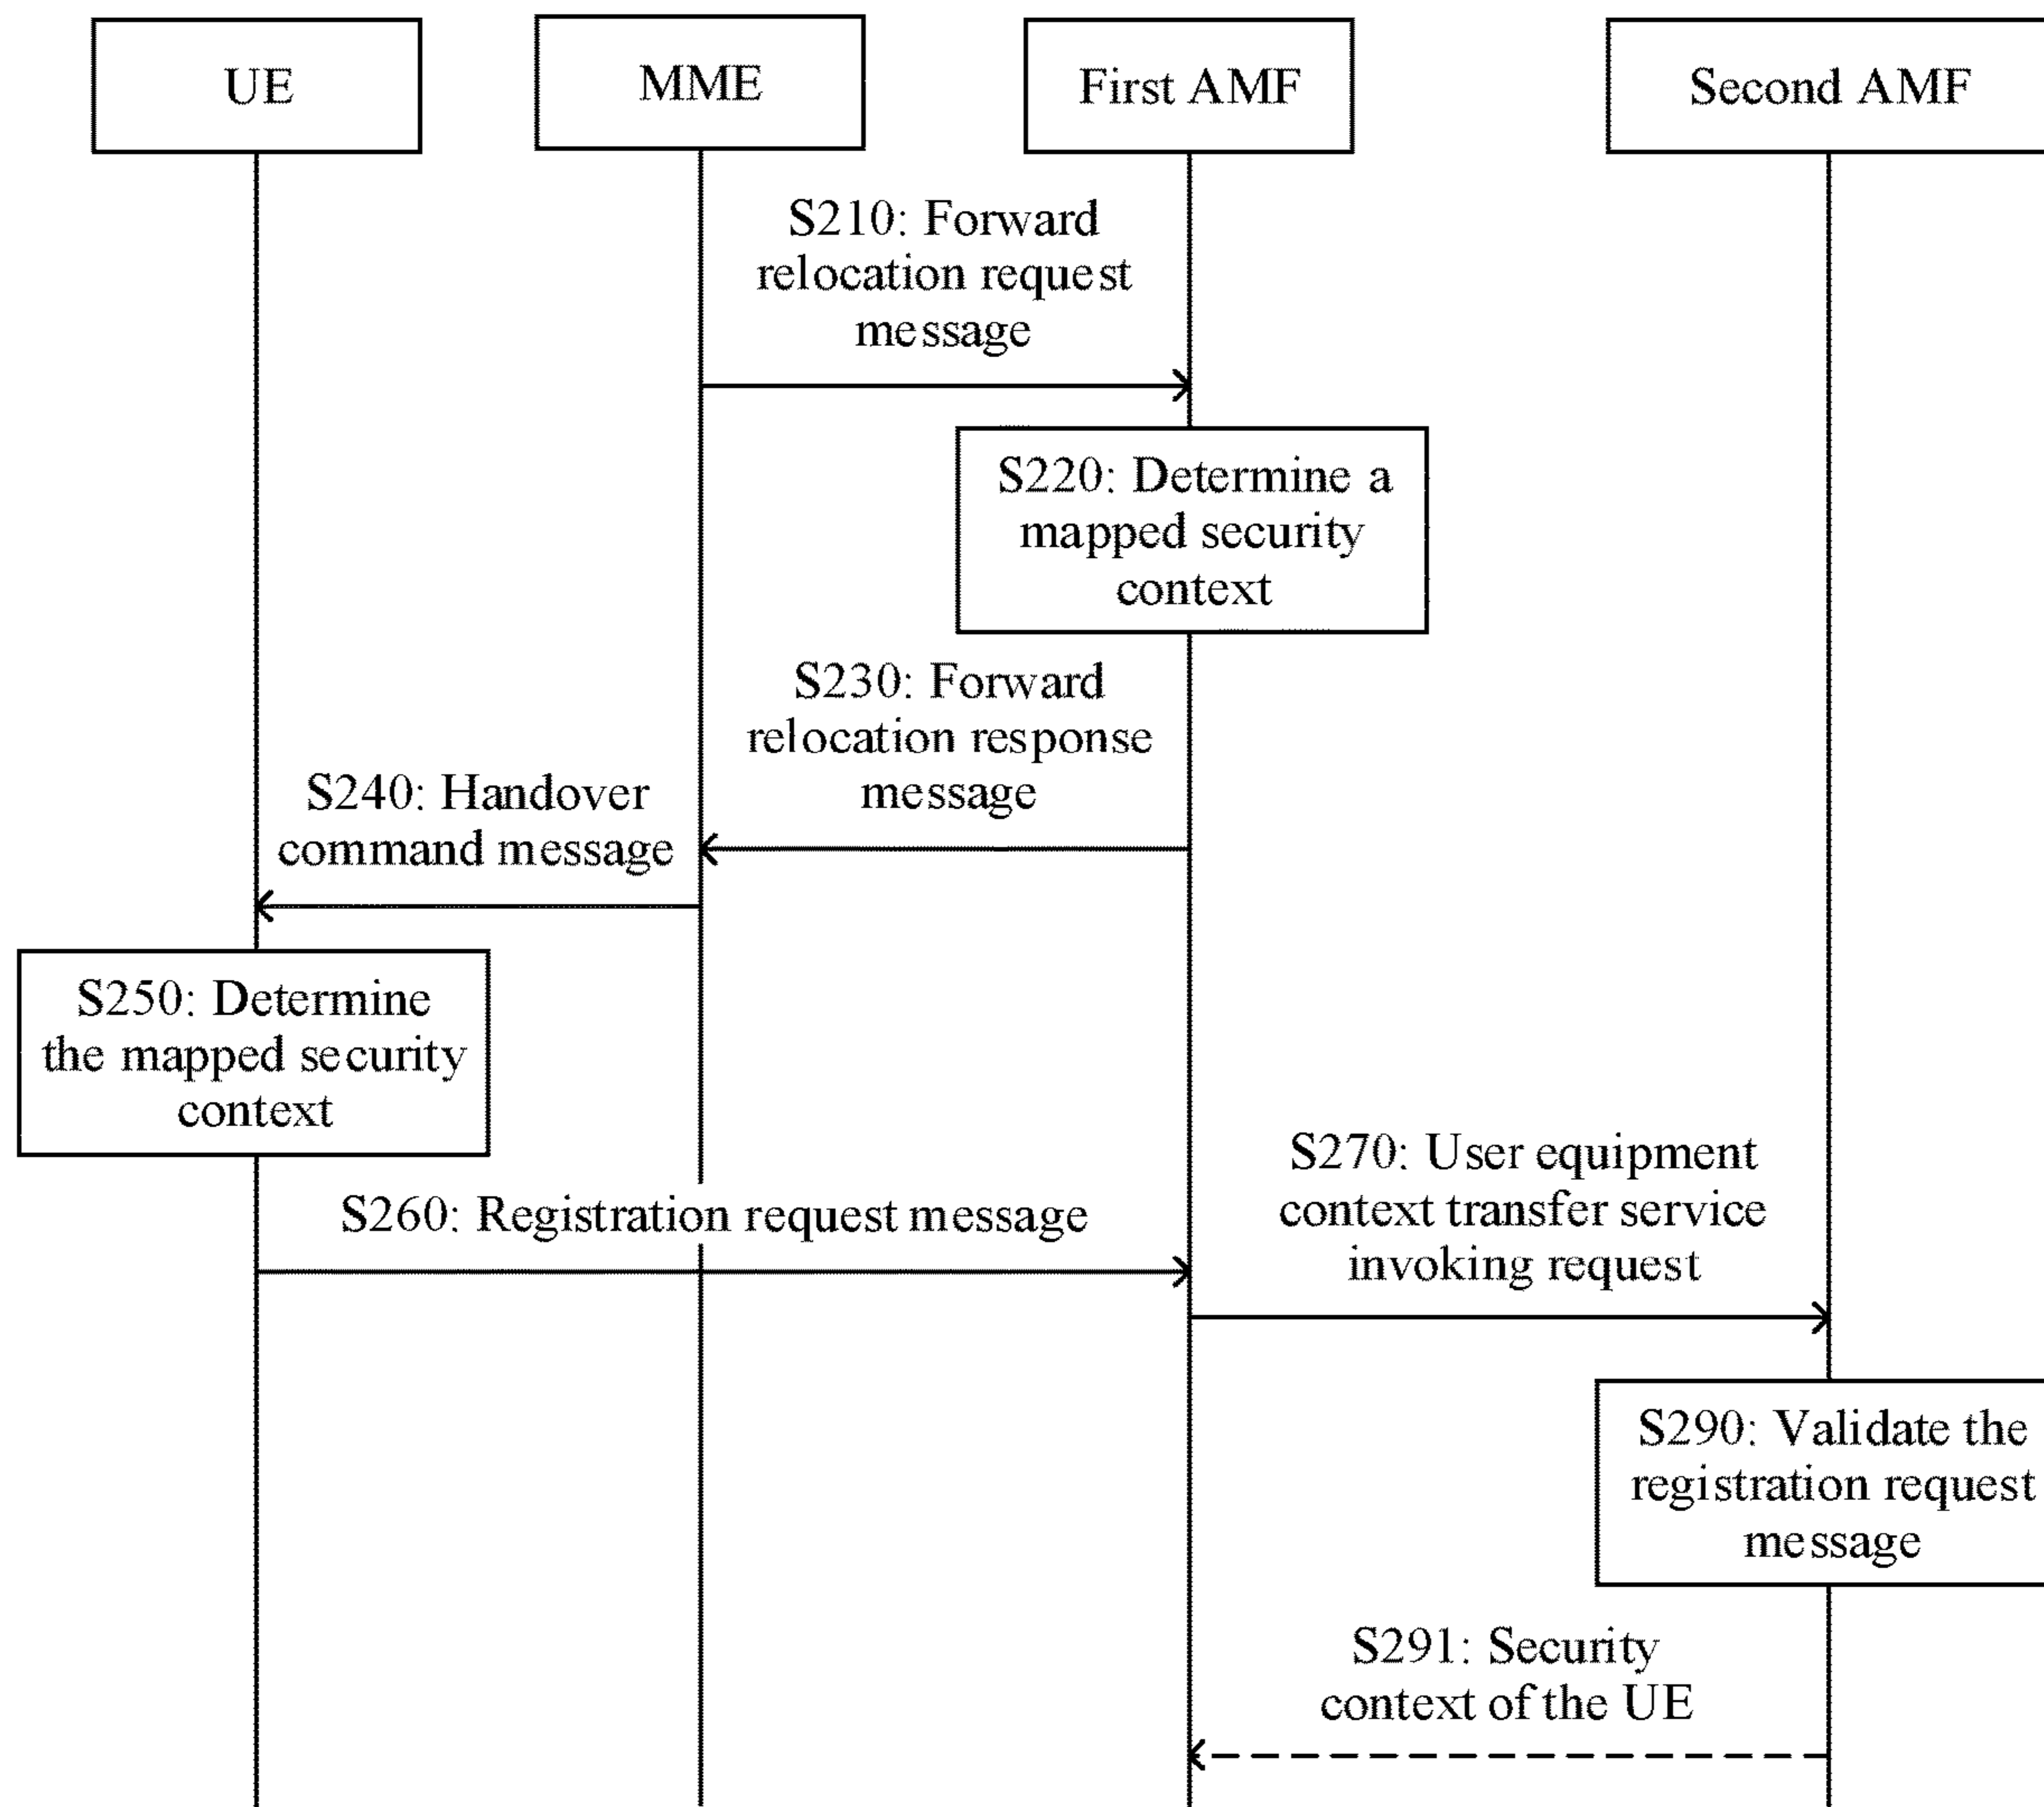 UE
MME
First AMF
Second AMF
S210: Forward
relocation request
message
S220: Determine a
mapped security
context
S230: Forward
relocation response
message
S240: Handover
command message
S250: Determine
the mapped security
context
S260: Registration request message
S270: User equipment
context transfer service
invoking request
S290: Validate the
registration request
message
S291: Security
context of the UE